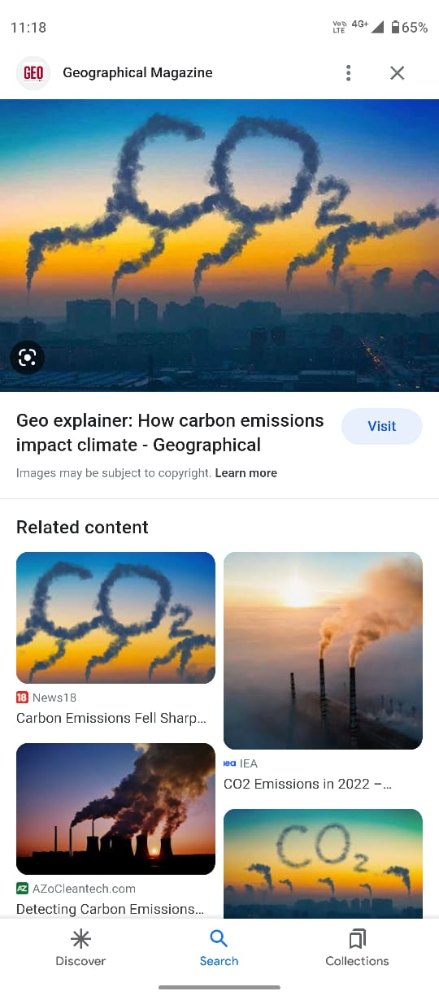 11:18
Vo))
LTE
4G+
65%
GEO
Geographical Magazine
CO2
Geo explainer: How carbon emissions
impact climate - Geographical
Visit
Images may be subject to copyright. Learn more
Related content
CO2
18 News18
Carbon Emissions Fell Sharp...
iea IEA
CO2 Emissions in 2022 –...
CO2
AZ AZoCleantech.com
Detecting Carbon Emissions...
Discover
Search
Collections